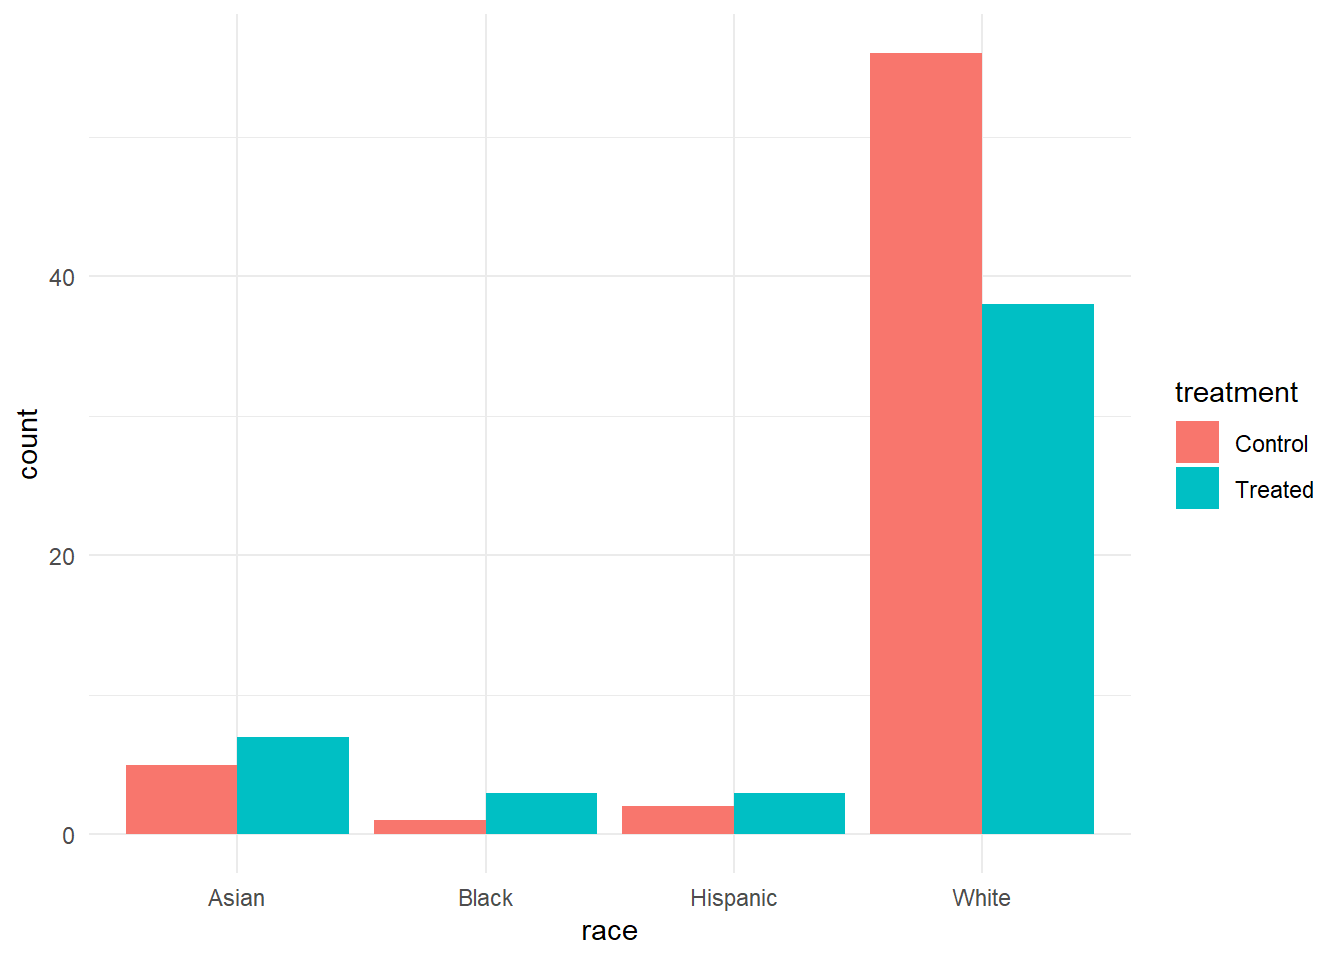 40
20
0
count
Asian Black Hispanic White
race
treatment
Control
Treated